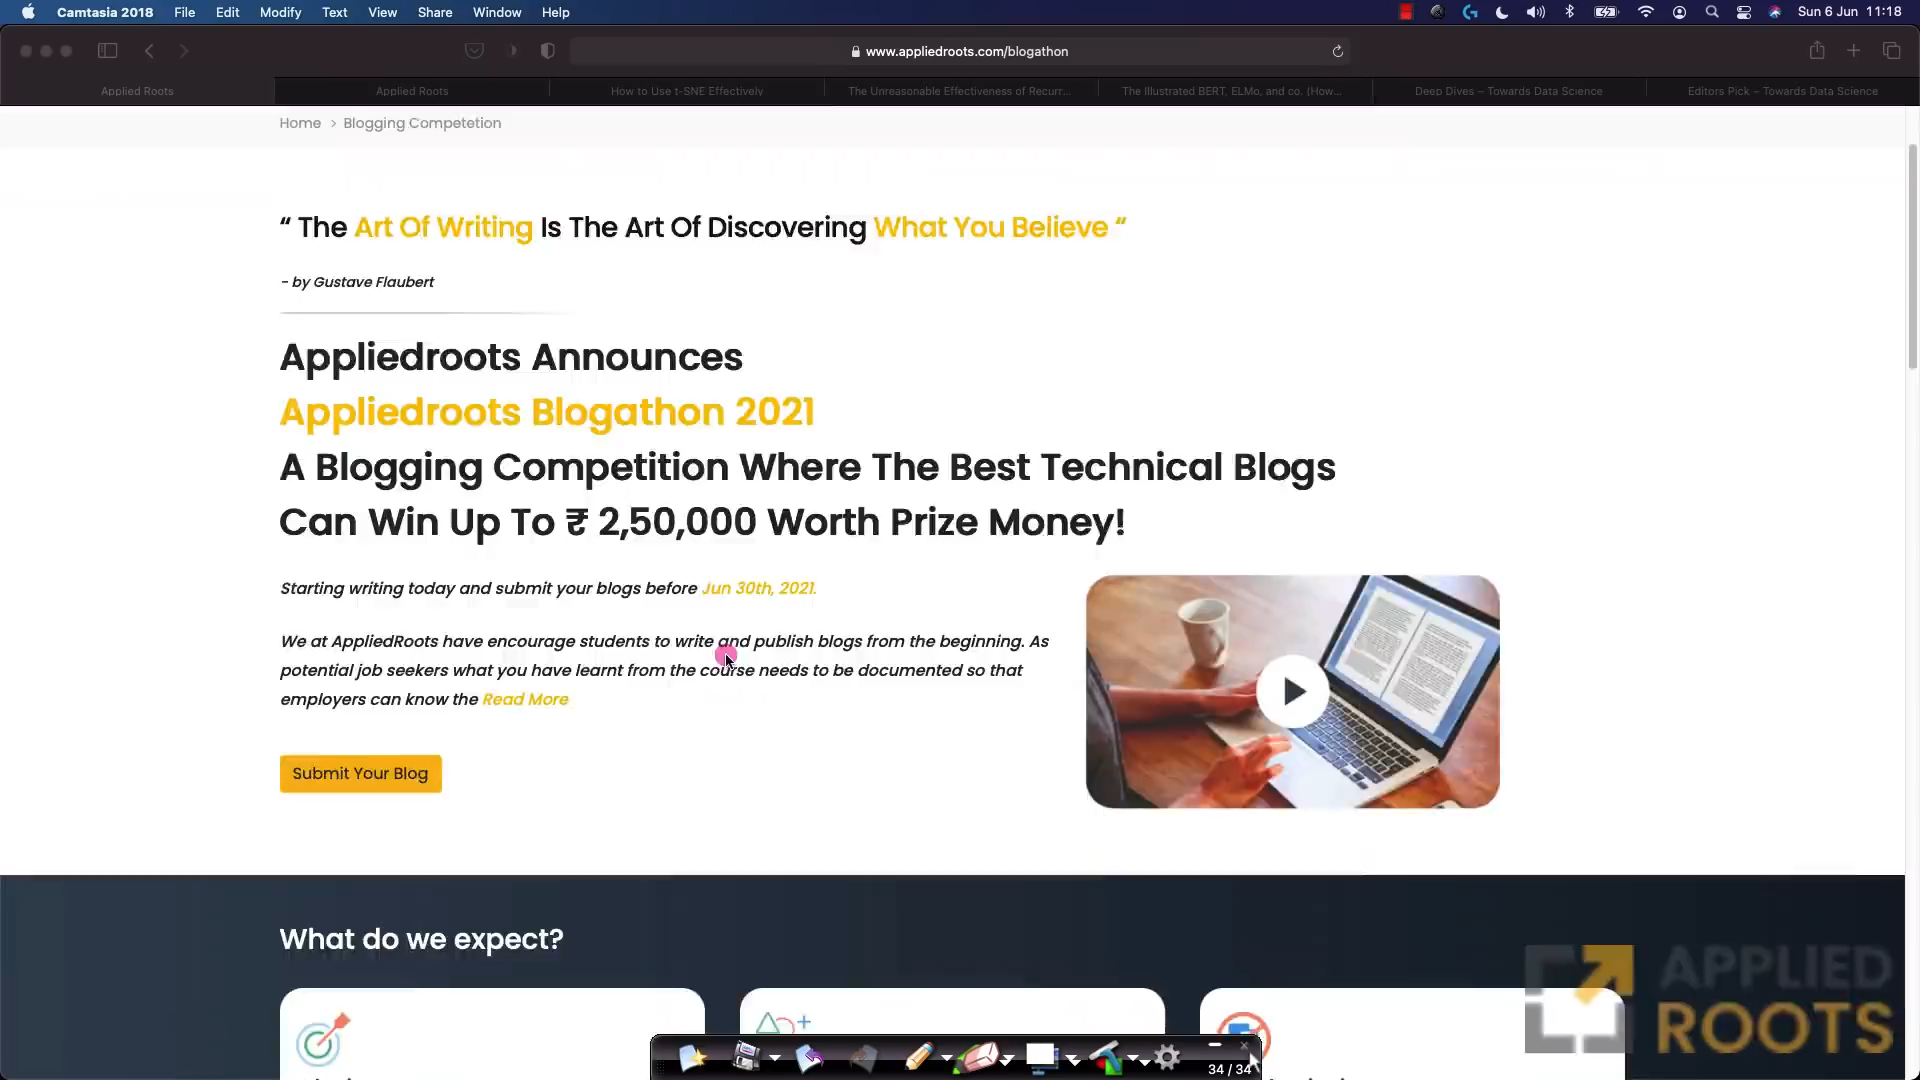 Camtasia 2018 File Edit Modify Text View Share Window Help Sun 6 Jun 11:18
www.appliedroots.com/blogathon
Applied Roots Applied Roots How to Use t-SNE Effectively The Unreasonable Effectiveness of Recurr... The Illustrated BERT, ELMo, and co. (How... Deep Dives – Towards Data Science Editors Pick – Towards Data Science
Home > Blogging Competetion
“ The Art Of Writing Is The Art Of Discovering What You Believe “
- by Gustave Flaubert
Appliedroots Announces
Appliedroots Blogathon 2021
A Blogging Competition Where The Best Technical Blogs
Can Win Up To ₹ 2,50,000 Worth Prize Money!
Starting writing today and submit your blogs before Jun 30th, 2021.
We at AppliedRoots have encourage students to write and publish blogs from the beginning. As
potential job seekers what you have learnt from the course needs to be documented so that
employers can know the Read More
Submit Your Blog
What do we expect?
APPLIED
ROOTS
34 / 34